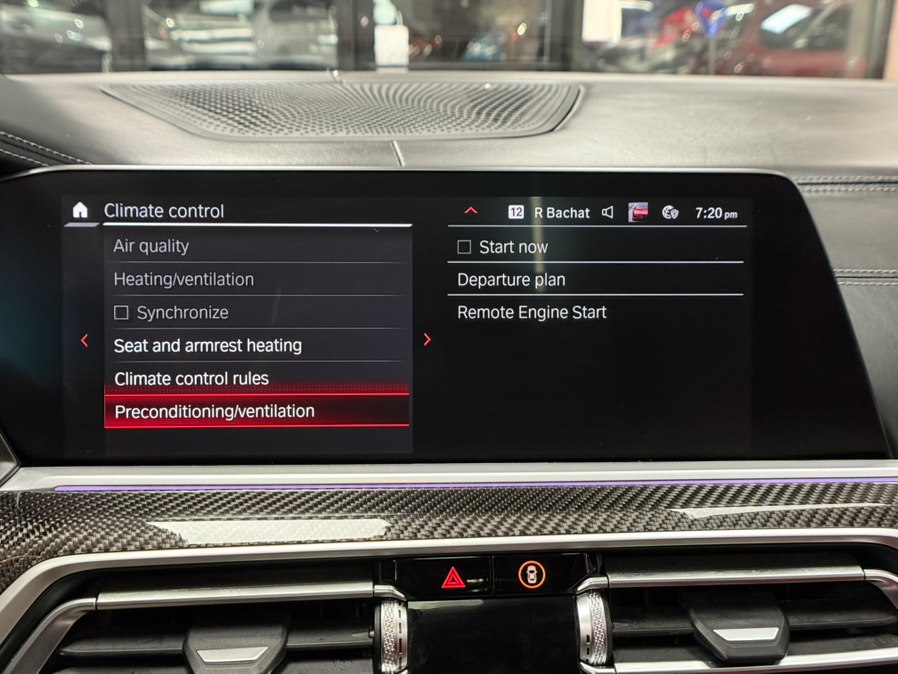 Climate control
12 R Bachat 7:20 pm
Air quality
Heating/ventilation
Synchronize
Seat and armrest heating
Climate control rules
Preconditioning/ventilation
Start now
Departure plan
Remote Engine Start